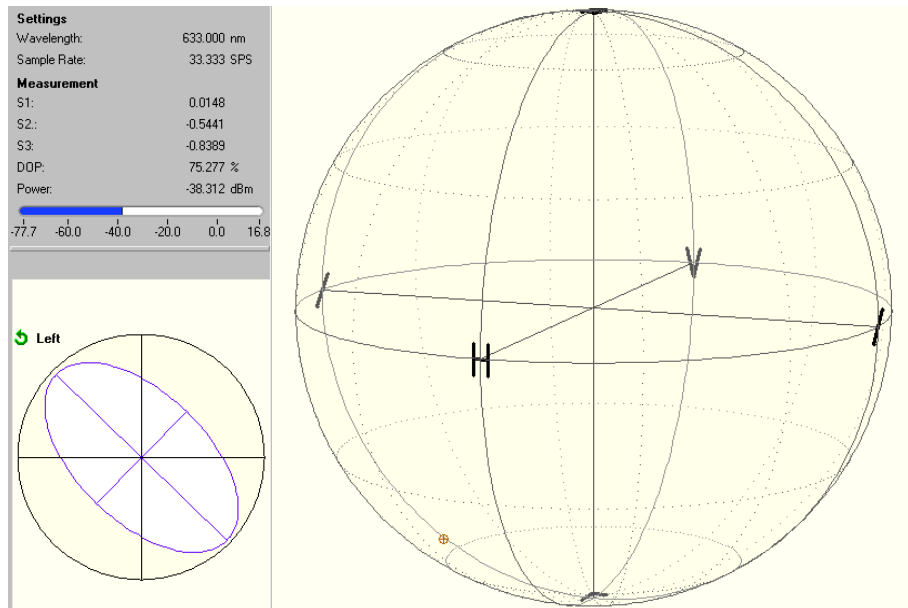 Settings
Wavelength: 633.000 nm
Sample Rate: 33.333 SPS
Measurement
S1: 0.0148
S2.: -0.5441
S3: -0.8389
DOP: 75.277 %
Power: -38.312 dBm
-77.7 -60.0 -40.0 -20.0 0.0 16.8
Left
V
H